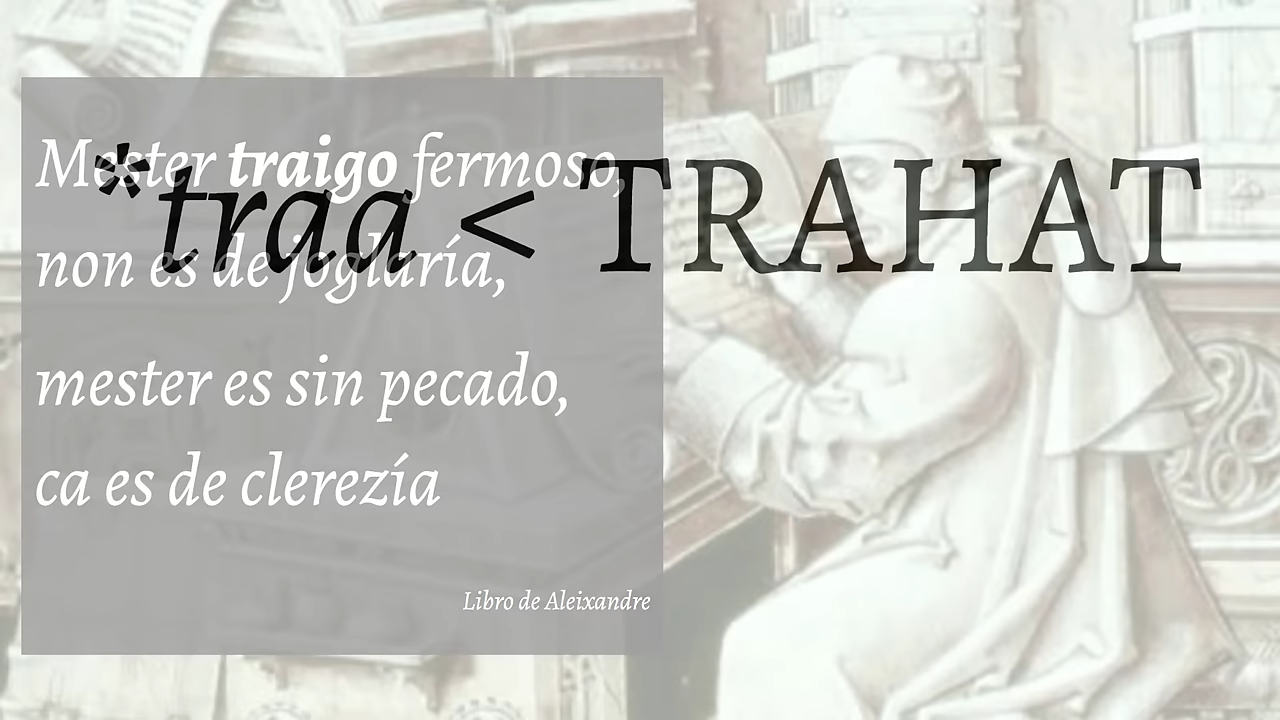 Mester traigo fermoso,
*traa < TRAHAT
non es de joglaría,
mester es sin pecado,
ca es de clerezía
Libro de Aleixandre